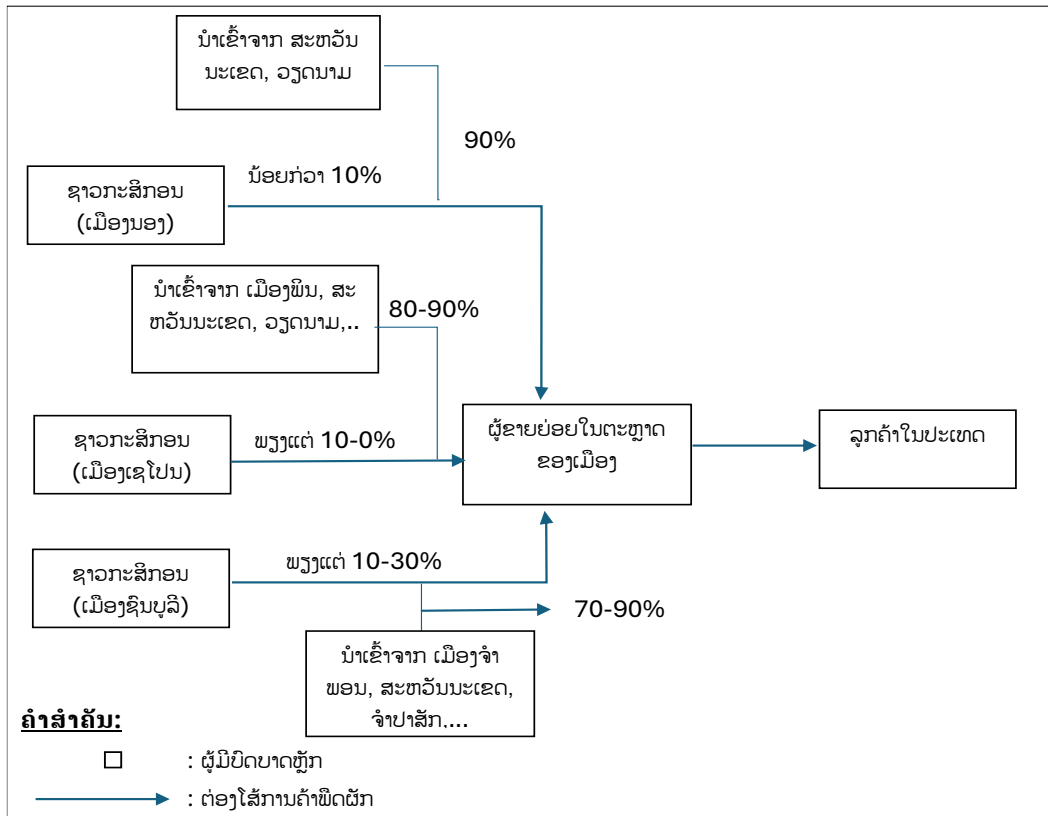 ນຳເຂົ້າຈາກ ສະຫວັນ
ນະເຂດ, ວຽດນາມ
90%
ນ້ອຍກ່ວາ 10%
ຊາວກະສິກອນ
(ເມືອງນອງ)
ນຳເຂົ້າຈາກ ເມືອງພິນ, ສະ
ຫວັນນະເຂດ, ວຽດນາມ,..
80-90%
ຊາວກະສິກອນ
(ເມືອງເຊໂປນ)
ພຽງແຕ່ 10-0%
ຜູ້ຂາຍຍ່ອຍໃນຕະຫຼາດ
ຂອງເມືອງ
ລູກຄ້າໃນປະເທດ
ຊາວກະສິກອນ
(ເມືອງຊົນບູລີ)
ພຽງແຕ່ 10-30%
70-90%
ນຳເຂົ້າຈາກ ເມືອງຈຳ
ພອນ, ສະຫວັນນະເຂດ,
ຈຳປາສັກ,...
ຄຳສຳຄັນ:
: ຜູ້ມີບົດບາດຫຼັກ
: ຕ່ອງໂສ້ການຄ້າພືດຜັກ